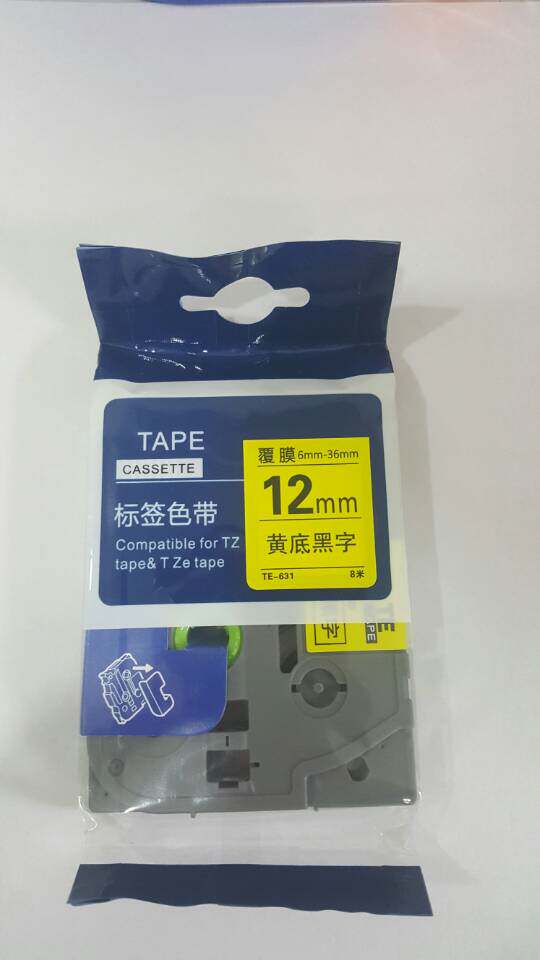 TAPE
CASSETTE
标签色带
Compatible for TZ
tape& T Ze tape
覆膜 6mm-36mm
12mm
黄底黑字
TE-631 8米